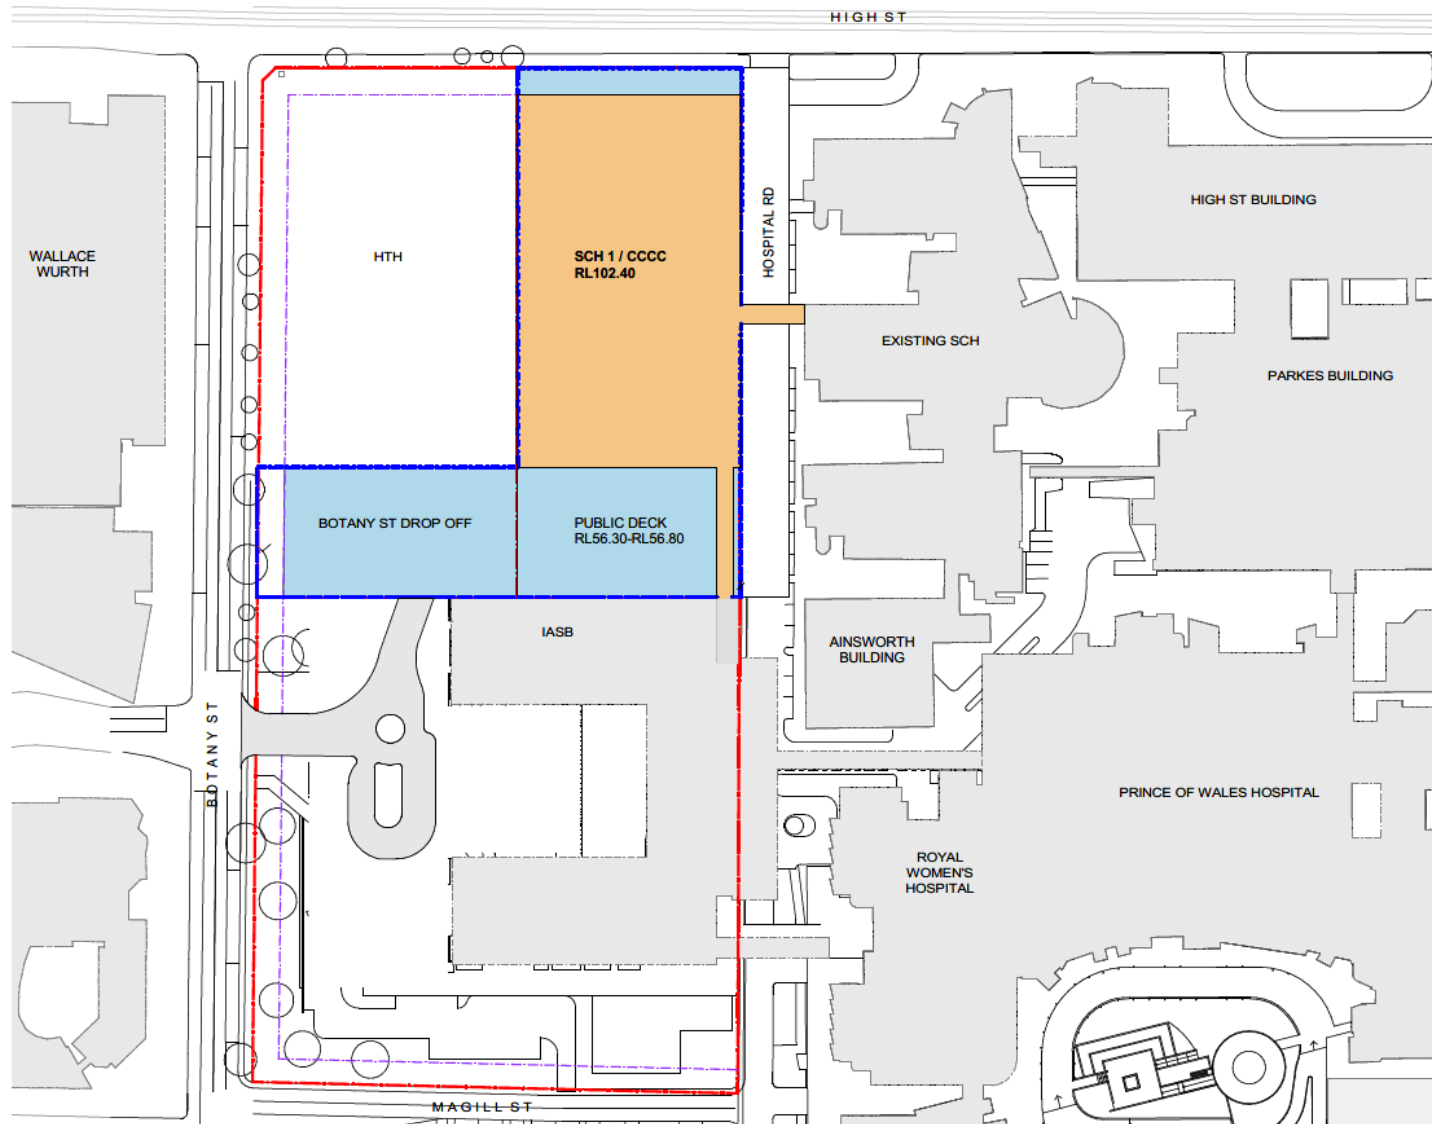 HIGH ST
HIGH ST BUILDING
WALLACE
WURTH
HTH
SCH 1 / CCCC
RL102.40
HOSPITAL RD
EXISTING SCH
PARKES BUILDING
BOTANY ST DROP OFF
PUBLIC DECK
RL56.30-RL56.80
IASB
AINSWORTH
BUILDING
BOTANY ST
PRINCE OF WALES HOSPITAL
ROYAL
WOMEN'S
HOSPITAL
MAGILL ST